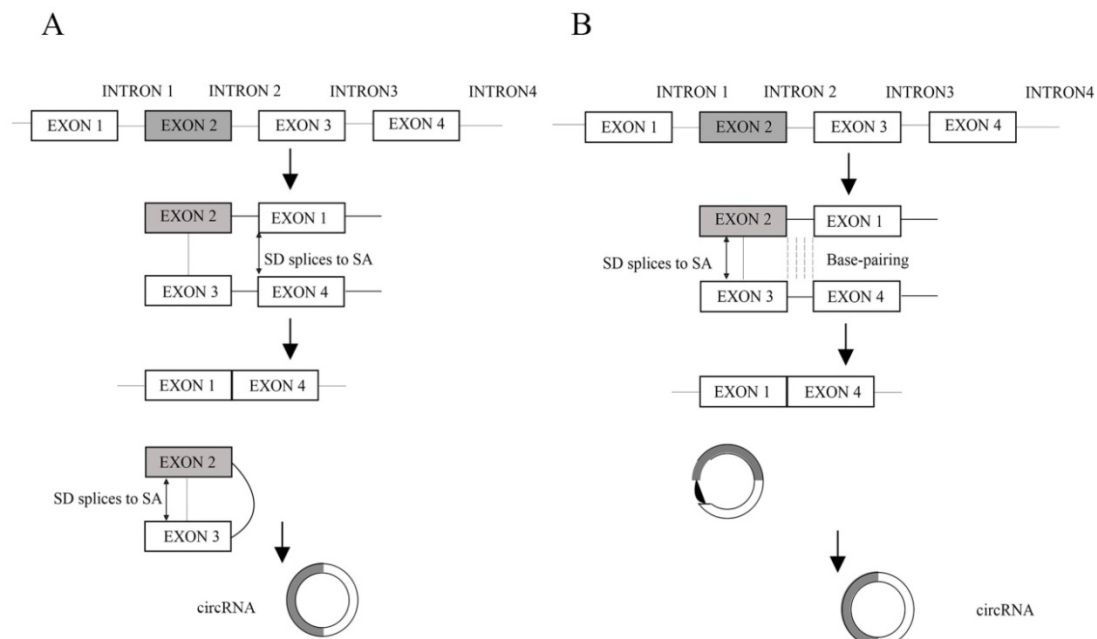 A
INTRON 1 INTRON 2 INTRON3 INTRON4
EXON 1 EXON 2 EXON 3 EXON 4
EXON 2 EXON 1
SD splices to SA
EXON 3 EXON 4
EXON 1 EXON 4
EXON 2
SD splices to SA
EXON 3
circRNA
B
INTRON 1 INTRON 2 INTRON3 INTRON4
EXON 1 EXON 2 EXON 3 EXON 4
EXON 2 EXON 1
SD splices to SA Base-pairing
EXON 3 EXON 4
EXON 1 EXON 4
circRNA